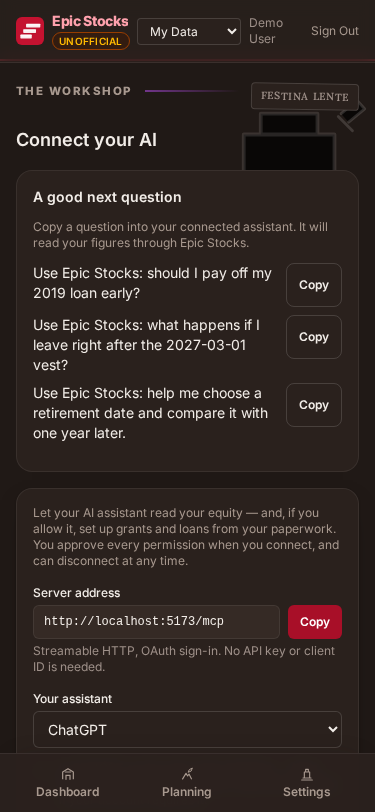 Epic Stocks
UNOFFICIAL
My Data
Demo
User
Sign Out
THE WORKSHOP
FESTINA LENTE
Connect your AI
A good next question
Copy a question into your connected assistant. It will
read your figures through Epic Stocks.
Use Epic Stocks: should I pay off my
2019 loan early?
Copy
Use Epic Stocks: what happens if I
leave right after the 2027-03-01
vest?
Copy
Use Epic Stocks: help me choose a
retirement date and compare it with
one year later.
Copy
Let your AI assistant read your equity — and, if you
allow it, set up grants and loans from your paperwork.
You approve every permission when you connect, and
can disconnect at any time.
Server address
http://localhost:5173/mcp
Copy
Streamable HTTP, OAuth sign-in. No API key or client
ID is needed.
Your assistant
ChatGPT
Dashboard
Planning
Settings